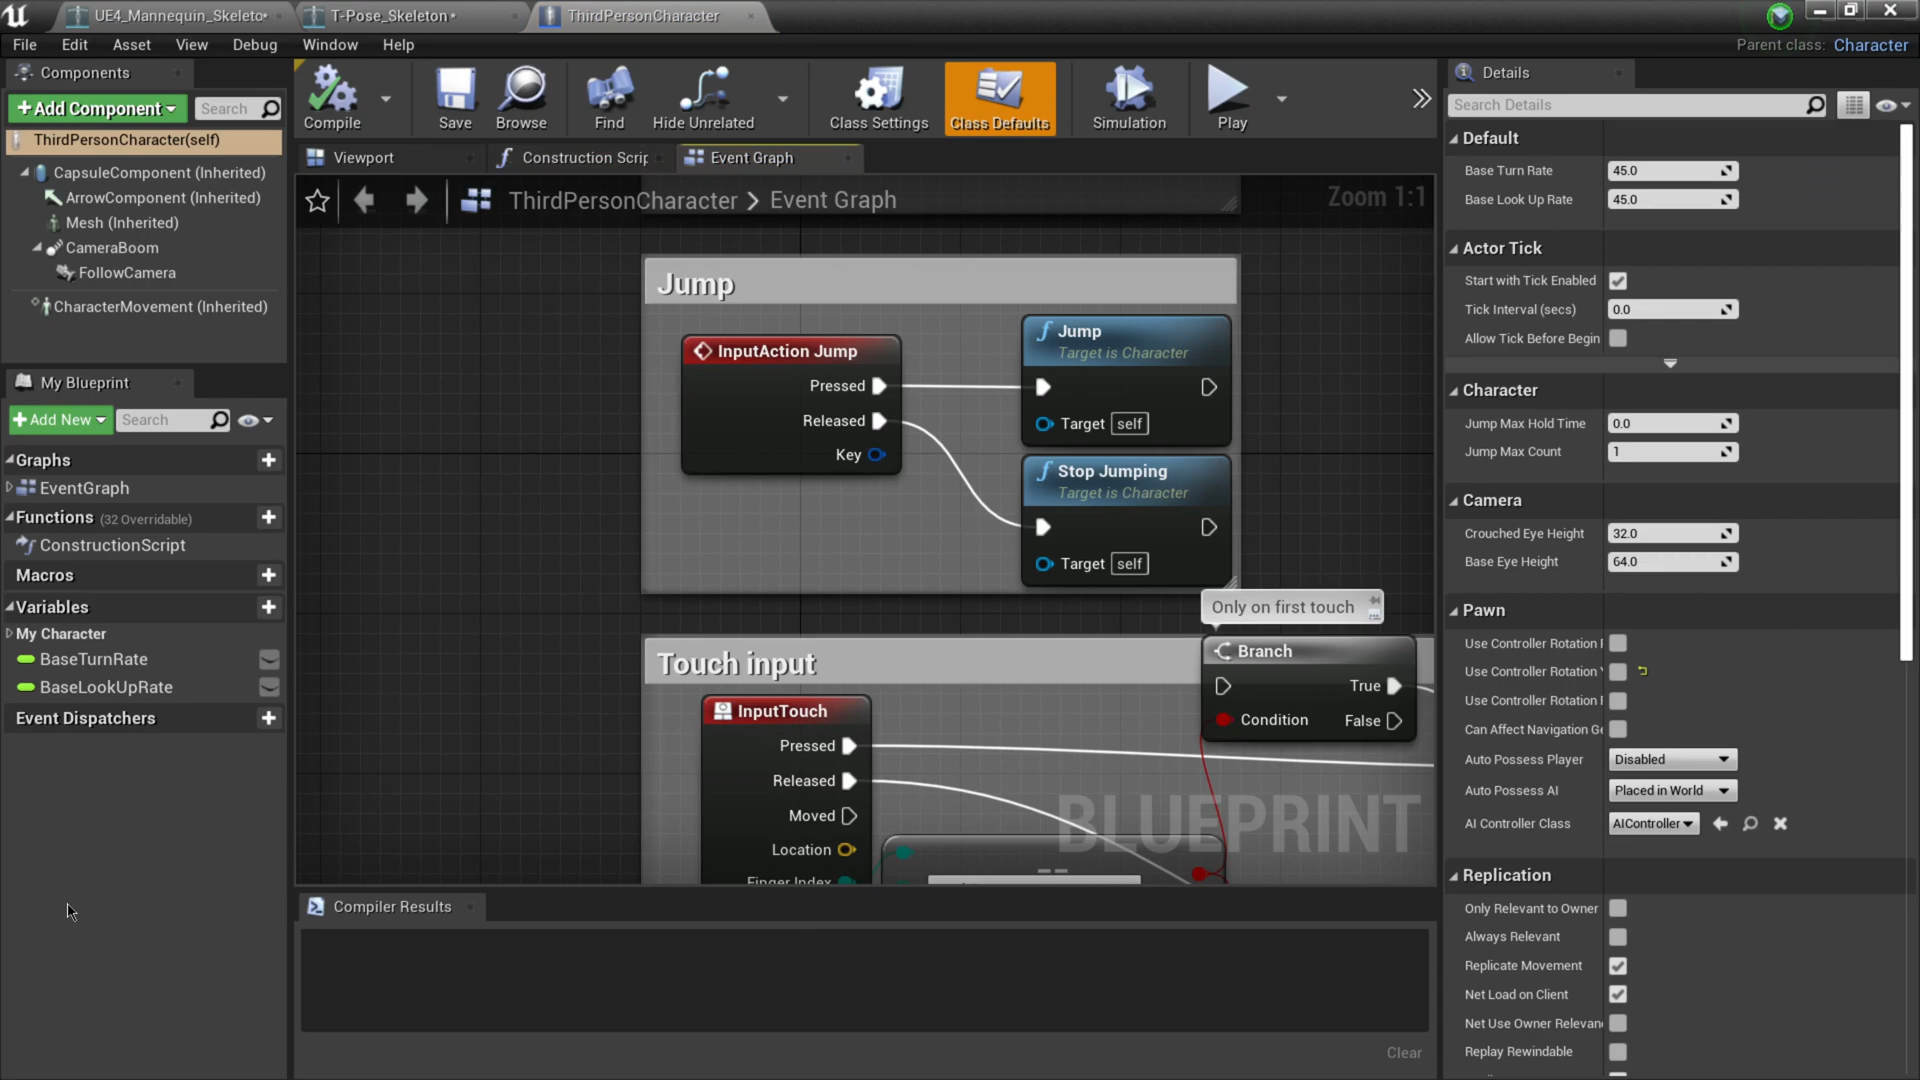 UE4_Mannequin_Skeleto*
T-Pose_Skeleton*
ThirdPersonCharacter
File Edit Asset View Debug Window Help
Parent class: Character
Components
+Add Component
Search
ThirdPersonCharacter(self)
CapsuleComponent (Inherited)
ArrowComponent (Inherited)
Mesh (Inherited)
CameraBoom
FollowCamera
CharacterMovement (Inherited)
My Blueprint
+Add New
Search
Graphs
EventGraph
Functions (32 Overridable)
ConstructionScript
Macros
Variables
My Character
BaseTurnRate
BaseLookUpRate
Event Dispatchers
Compile
Save
Browse
Find
Hide Unrelated
Class Settings
Class Defaults
Simulation
Play
Viewport
Construction Scrip
Event Graph
ThirdPersonCharacter > Event Graph
Zoom 1:1
Jump
InputAction Jump
Pressed
Released
Key
Jump
Target is Character
Target self
Stop Jumping
Target is Character
Target self
Only on first touch
Touch input
Branch
True
Condition
False
InputTouch
Pressed
Released
Moved
Location
Finger Index
==
BLUEPRINT
Compiler Results
Clear
Details
Search Details
Default
Base Turn Rate 45.0
Base Look Up Rate 45.0
Actor Tick
Start with Tick Enabled
Tick Interval (secs) 0.0
Allow Tick Before Begin
Character
Jump Max Hold Time 0.0
Jump Max Count 1
Camera
Crouched Eye Height 32.0
Base Eye Height 64.0
Pawn
Use Controller Rotation
Use Controller Rotation
Use Controller Rotation
Can Affect Navigation Ge
Auto Possess Player Disabled
Auto Possess AI Placed in World
AI Controller Class AIController
Replication
Only Relevant to Owner
Always Relevant
Replicate Movement
Net Load on Client
Net Use Owner Relevan
Replay Rewindable